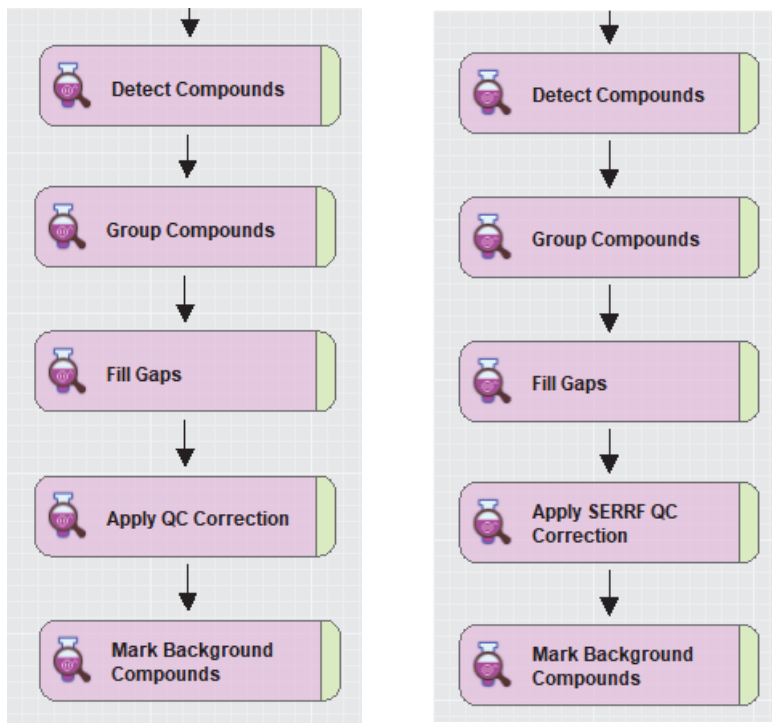 Detect Compounds
Group Compounds
Fill Gaps
Apply QC Correction
Mark Background
Compounds
Detect Compounds
Group Compounds
Fill Gaps
Apply SERRF QC
Correction
Mark Background
Compounds